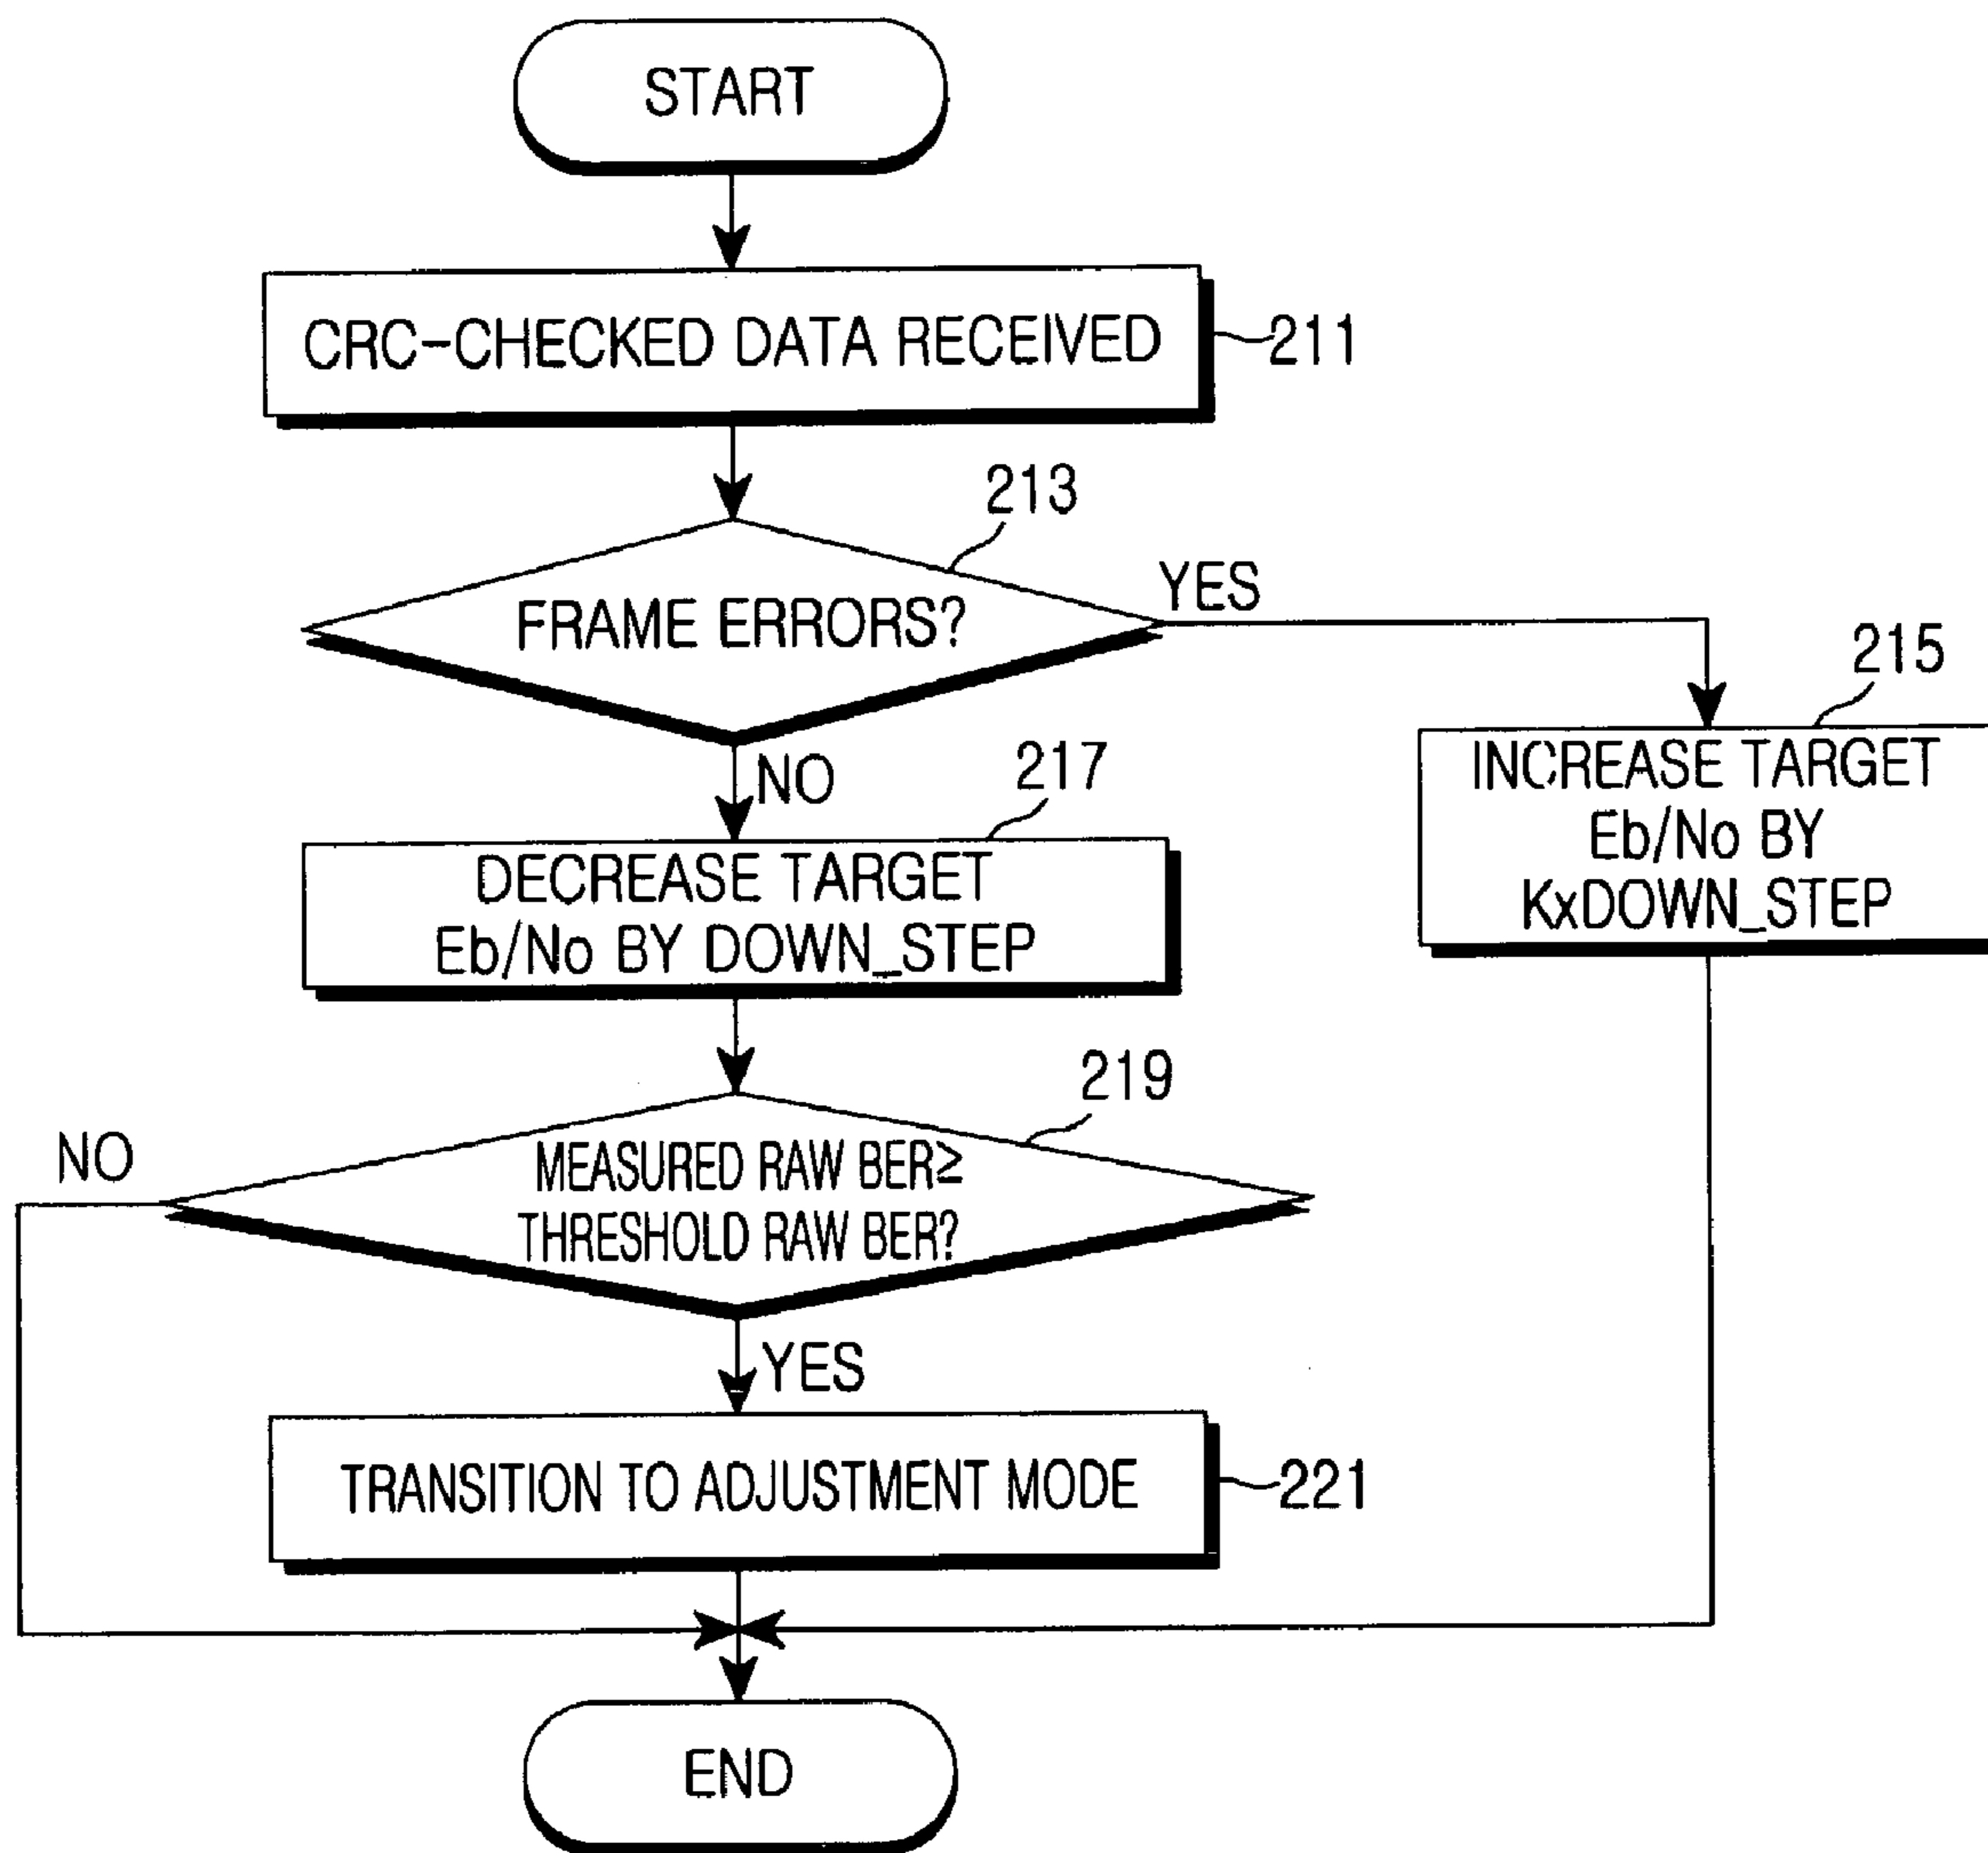 START
CRC-CHECKED DATA RECEIVED
211
213
FRAME ERRORS?
YES
215
INCREASE TARGET
Eb/No BY
KxDOWN_STEP
NO
217
DECREASE TARGET
Eb/No BY DOWN_STEP
219
NO
MEASURED RAW BER≥
THRESHOLD RAW BER?
YES
TRANSITION TO ADJUSTMENT MODE
221
END